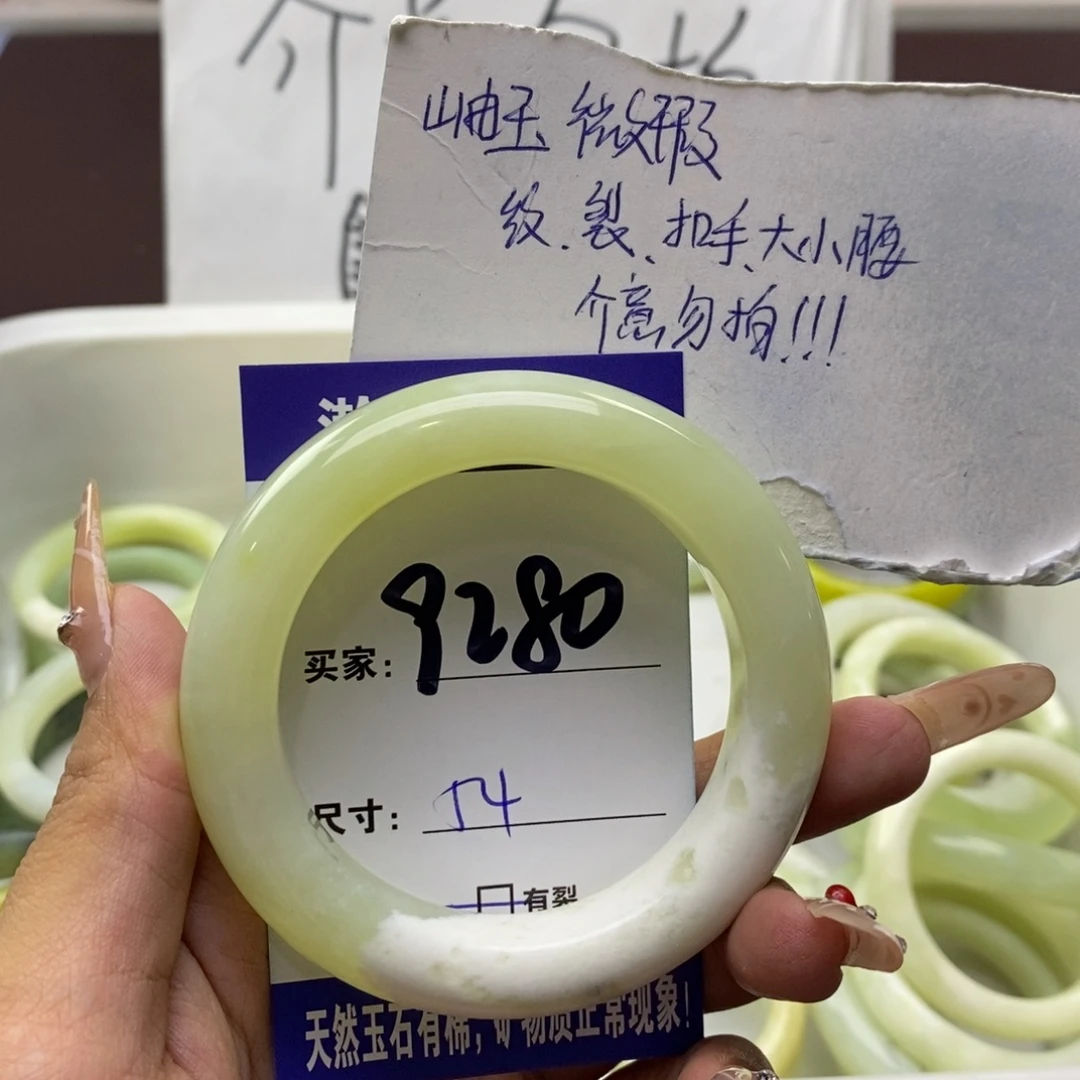 岫玉 微瑕
纹、裂、扣手、大小腰
介意勿拍!!!
买家: 9280
尺寸: 54
□有裂
天然玉石有棉,矿物质正常现象!